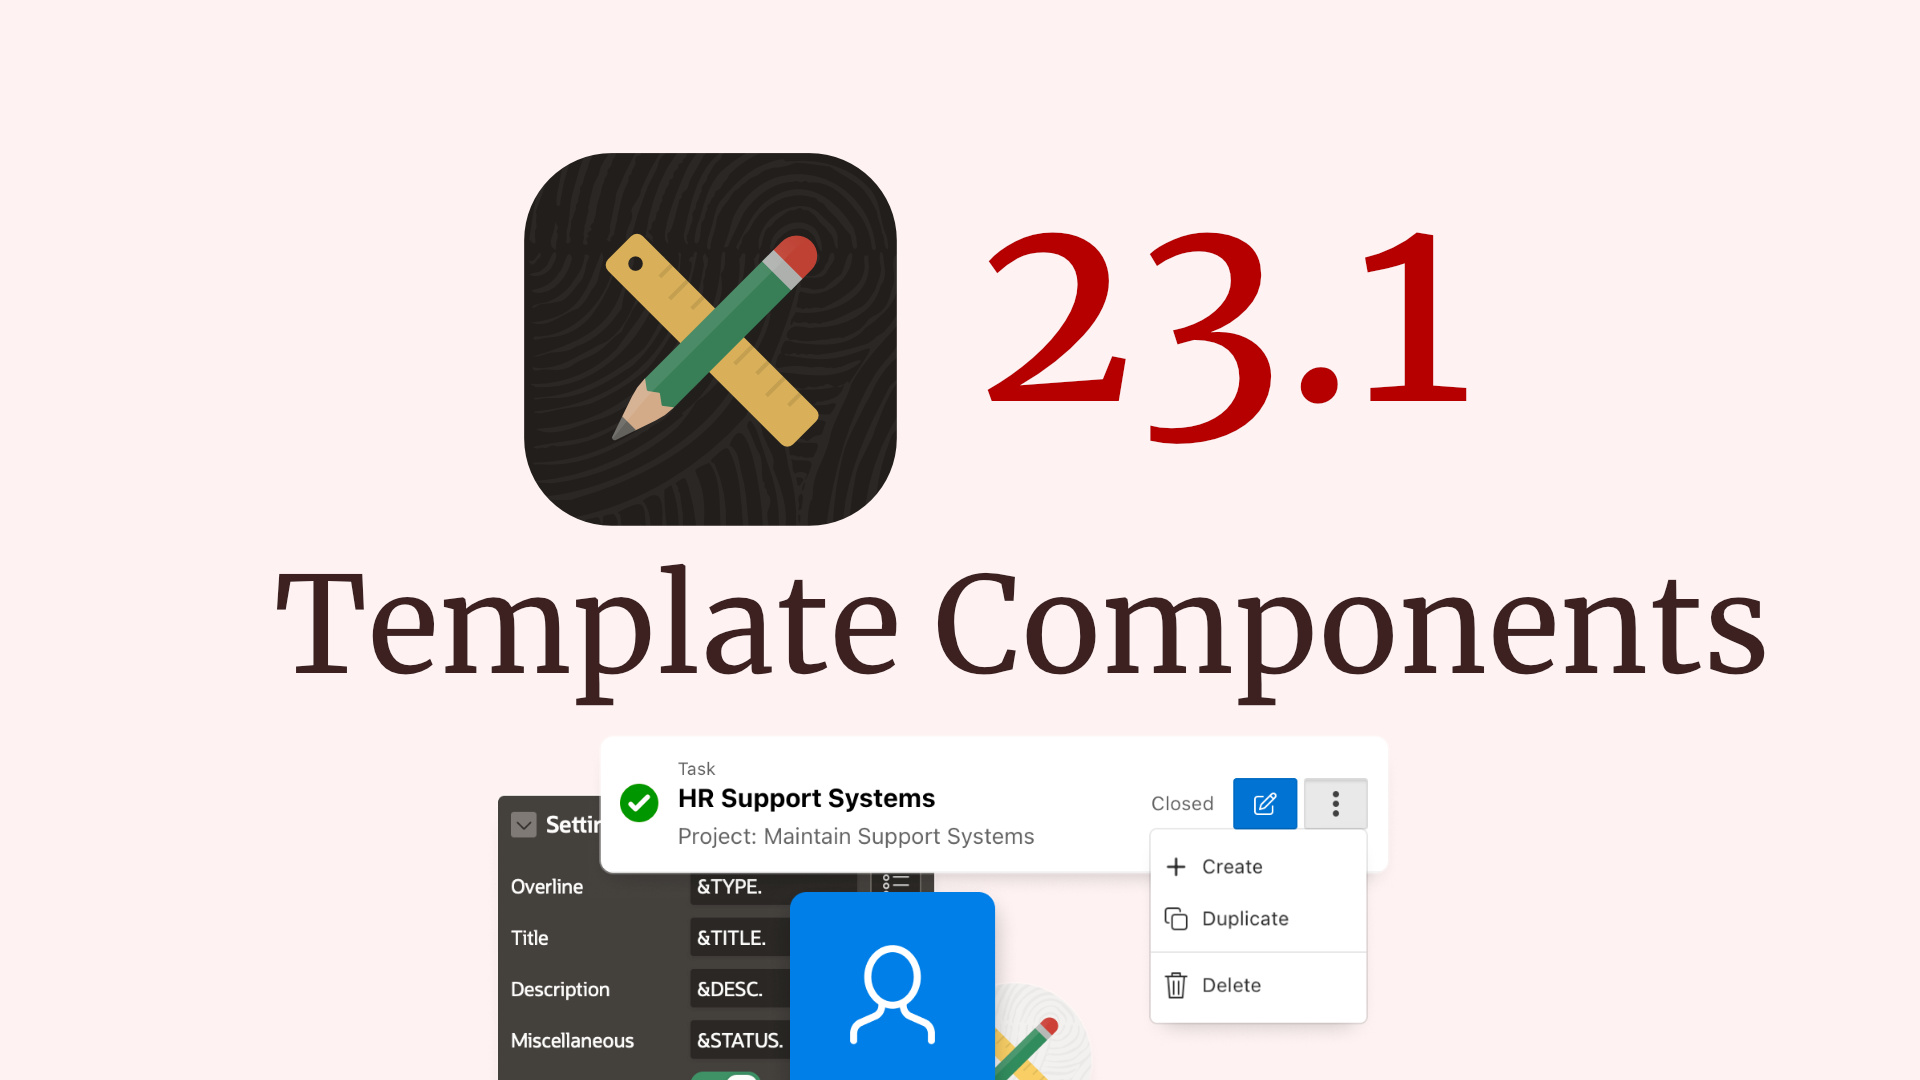 23.1
Template Components
Task
HR Support Systems
Project: Maintain Support Systems
Closed
Create
Duplicate
Delete
Overline &TYPE.
Title &TITLE.
Description &DESC.
Miscellaneous &STATUS.